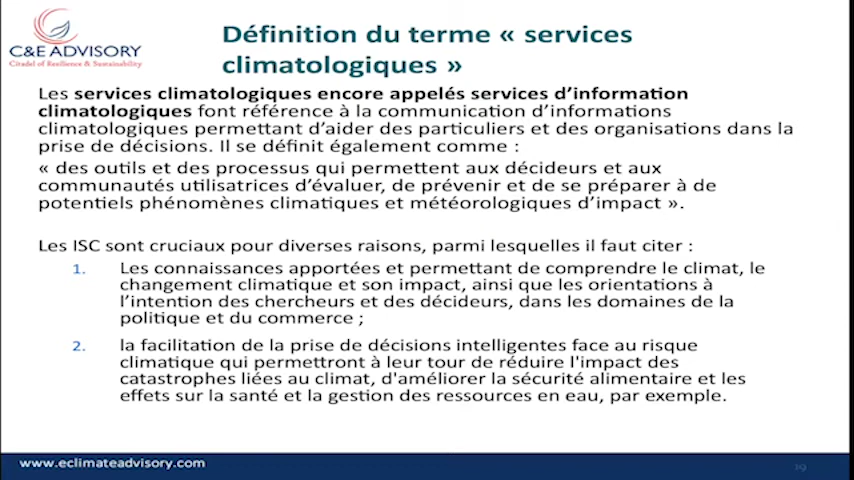 C&E ADVISORY
Citadel of Resilience & Sustainability
Définition du terme « services
climatologiques »
Les services climatologiques encore appelés services d’information
climatologiques font référence à la communication d’informations
climatologiques permettant d’aider des particuliers et des organisations dans la
prise de décisions. Il se définit également comme :
« des outils et des processus qui permettent aux décideurs et aux
communautés utilisatrices d’évaluer, de prévenir et de se préparer à de
potentiels phénomènes climatiques et météorologiques d’impact ».
Les ISC sont cruciaux pour diverses raisons, parmi lesquelles il faut citer :
1. Les connaissances apportées et permettant de comprendre le climat, le
changement climatique et son impact, ainsi que les orientations à
l’intention des chercheurs et des décideurs, dans les domaines de la
politique et du commerce ;
2. la facilitation de la prise de décisions intelligentes face au risque
climatique qui permettront à leur tour de réduire l'impact des
catastrophes liées au climat, d'améliorer la sécurité alimentaire et les
effets sur la santé et la gestion des ressources en eau, par exemple.
www.eclimateadvisory.com
19